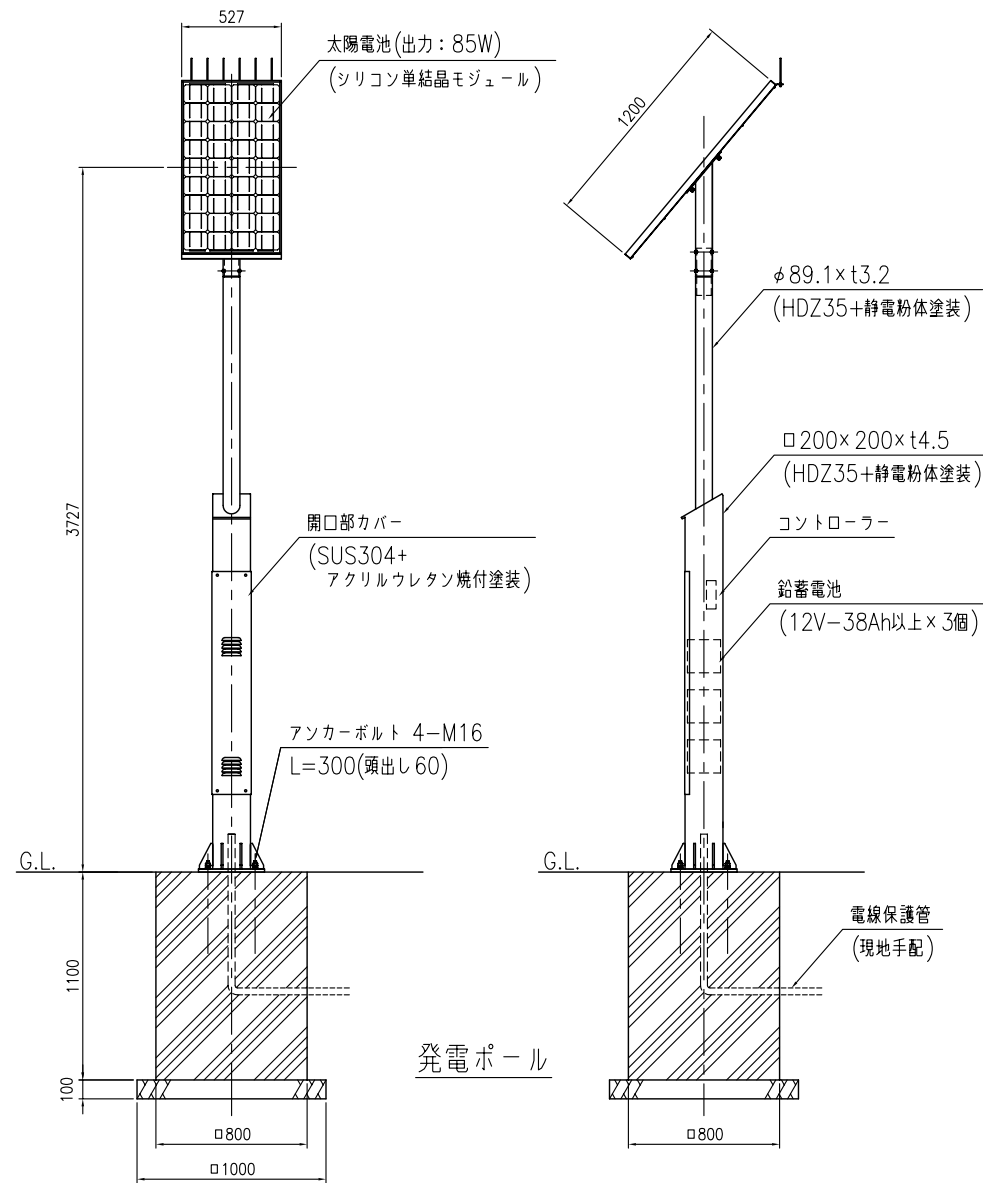 527
太陽電池(出力：85W)
(シリコン単結晶モジュール)
1200
φ89.1×t3.2
(HDZ35+静電粉体塗装)
□200×200×t4.5
(HDZ35+静電粉体塗装)
3727
開口部カバー
(SUS304+
アクリルウレタン焼付塗装)
コントローラー
鉛蓄電池
(12V-38Ah以上×3個)
アンカーボルト 4-M16
L=300(頭出し60)
G.L.
G.L.
電線保護管
(現地手配)
1100
発電ポール
100
□800
□800
□1000